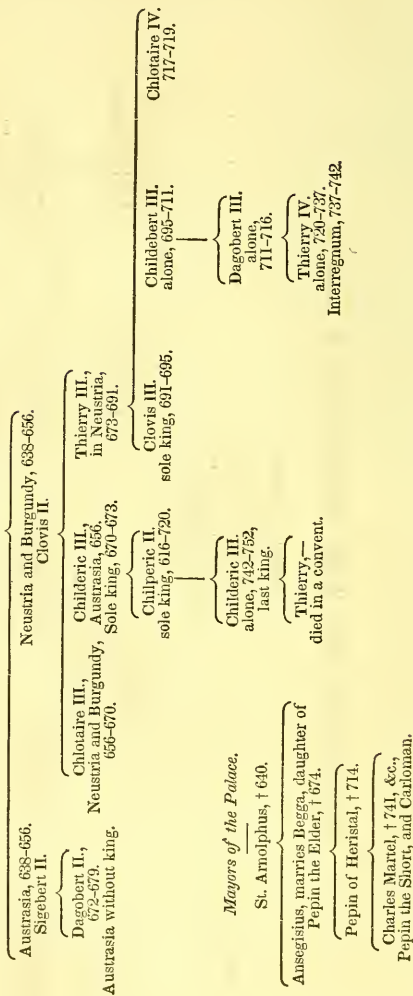 Austrasia, 638-656.
Sigebert II.
Neustria and Burgundy, 638-656.
Clovis II.
Dagobert II.,
672-679.
Austrasia without king.
Chlotaire III.,
Neustria and Burgundy,
656-670.
Childeric III.,
Austrasia, 656.
Sole king, 670-673.
Thierry III.,
in Neustria,
673-691.
Chilperic II.
sole king, 616-720.
Clovis III.
sole king, 691-695.
Childebert III.
alone, 695-711.
Chlotaire IV.
717-719.
Childeric III.
alone, 742-752,
last king.
Dagobert III.
alone,
711-716.
Thierry,—
died in a convent.
Thierry IV.
alone, 720-737.
Interregnum, 737-742.
Mayors of the Palace.
St. Arnolphus, † 640.
Ansegisius, marries Begga, daughter of
Pepin the Elder, † 674.
Pepin of Heristal, † 714.
Charles Martel, † 741, &c.,
Pepin the Short, and Carloman.